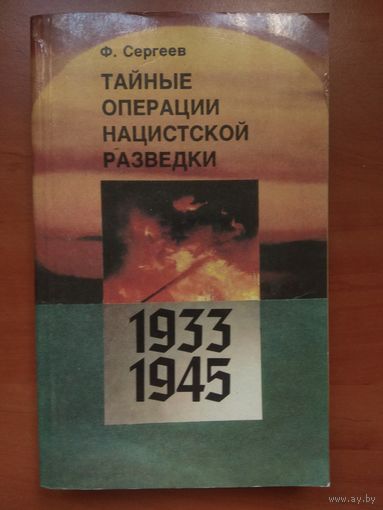 Ф. Сергеев
ТАЙНЫЕ
ОПЕРАЦИИ
НАЦИСТСКОЙ
РАЗВЕДКИ
1933
1945
www.ay.by